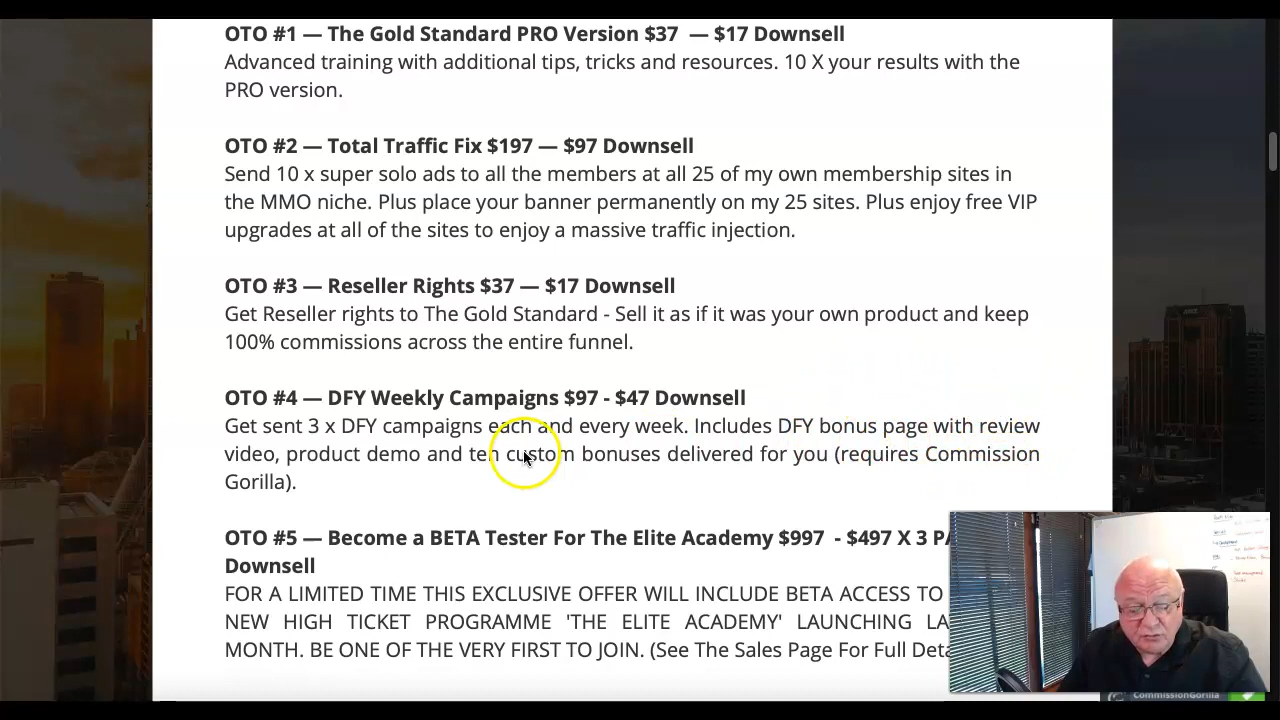 OTO #1 — The Gold Standard PRO Version $37 — $17 Downsell
Advanced training with additional tips, tricks and resources. 10 X your results with the
PRO version.
OTO #2 — Total Traffic Fix $197 — $97 Downsell
Send 10 x super solo ads to all the members at all 25 of my own membership sites in
the MMO niche. Plus place your banner permanently on my 25 sites. Plus enjoy free VIP
upgrades at all of the sites to enjoy a massive traffic injection.
OTO #3 — Reseller Rights $37 — $17 Downsell
Get Reseller rights to The Gold Standard - Sell it as if it was your own product and keep
100% commissions across the entire funnel.
OTO #4 — DFY Weekly Campaigns $97 - $47 Downsell
Get sent 3 x DFY campaigns each and every week. Includes DFY bonus page with review
video, product demo and ten custom bonuses delivered for you (requires Commission
Gorilla).
OTO #5 — Become a BETA Tester For The Elite Academy $997 - $497 X 3
Downsell
FOR A LIMITED TIME THIS EXCLUSIVE OFFER WILL INCLUDE BETA ACCESS TO
NEW HIGH TICKET PROGRAMME 'THE ELITE ACADEMY' LAUNCHING
MONTH. BE ONE OF THE VERY FIRST TO JOIN. (See The Sales Page For Full
CommissionGorilla